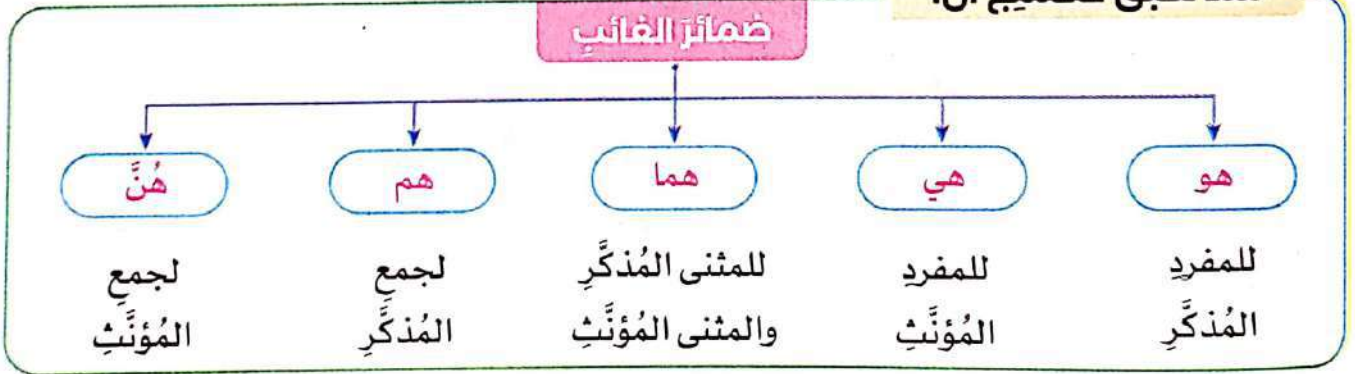 ضمائرَ الغائبِ
هو
هي
هما
هم
هُنَّ
للمفردِ
المُذكَّرِ
للمفردِ
المُؤنَّثِ
للمثنى المُذكَّرِ
والمثنى المُؤنَّثِ
لجمعِ
المُذكَّرِ
لجمعِ
المُؤنَّثِ